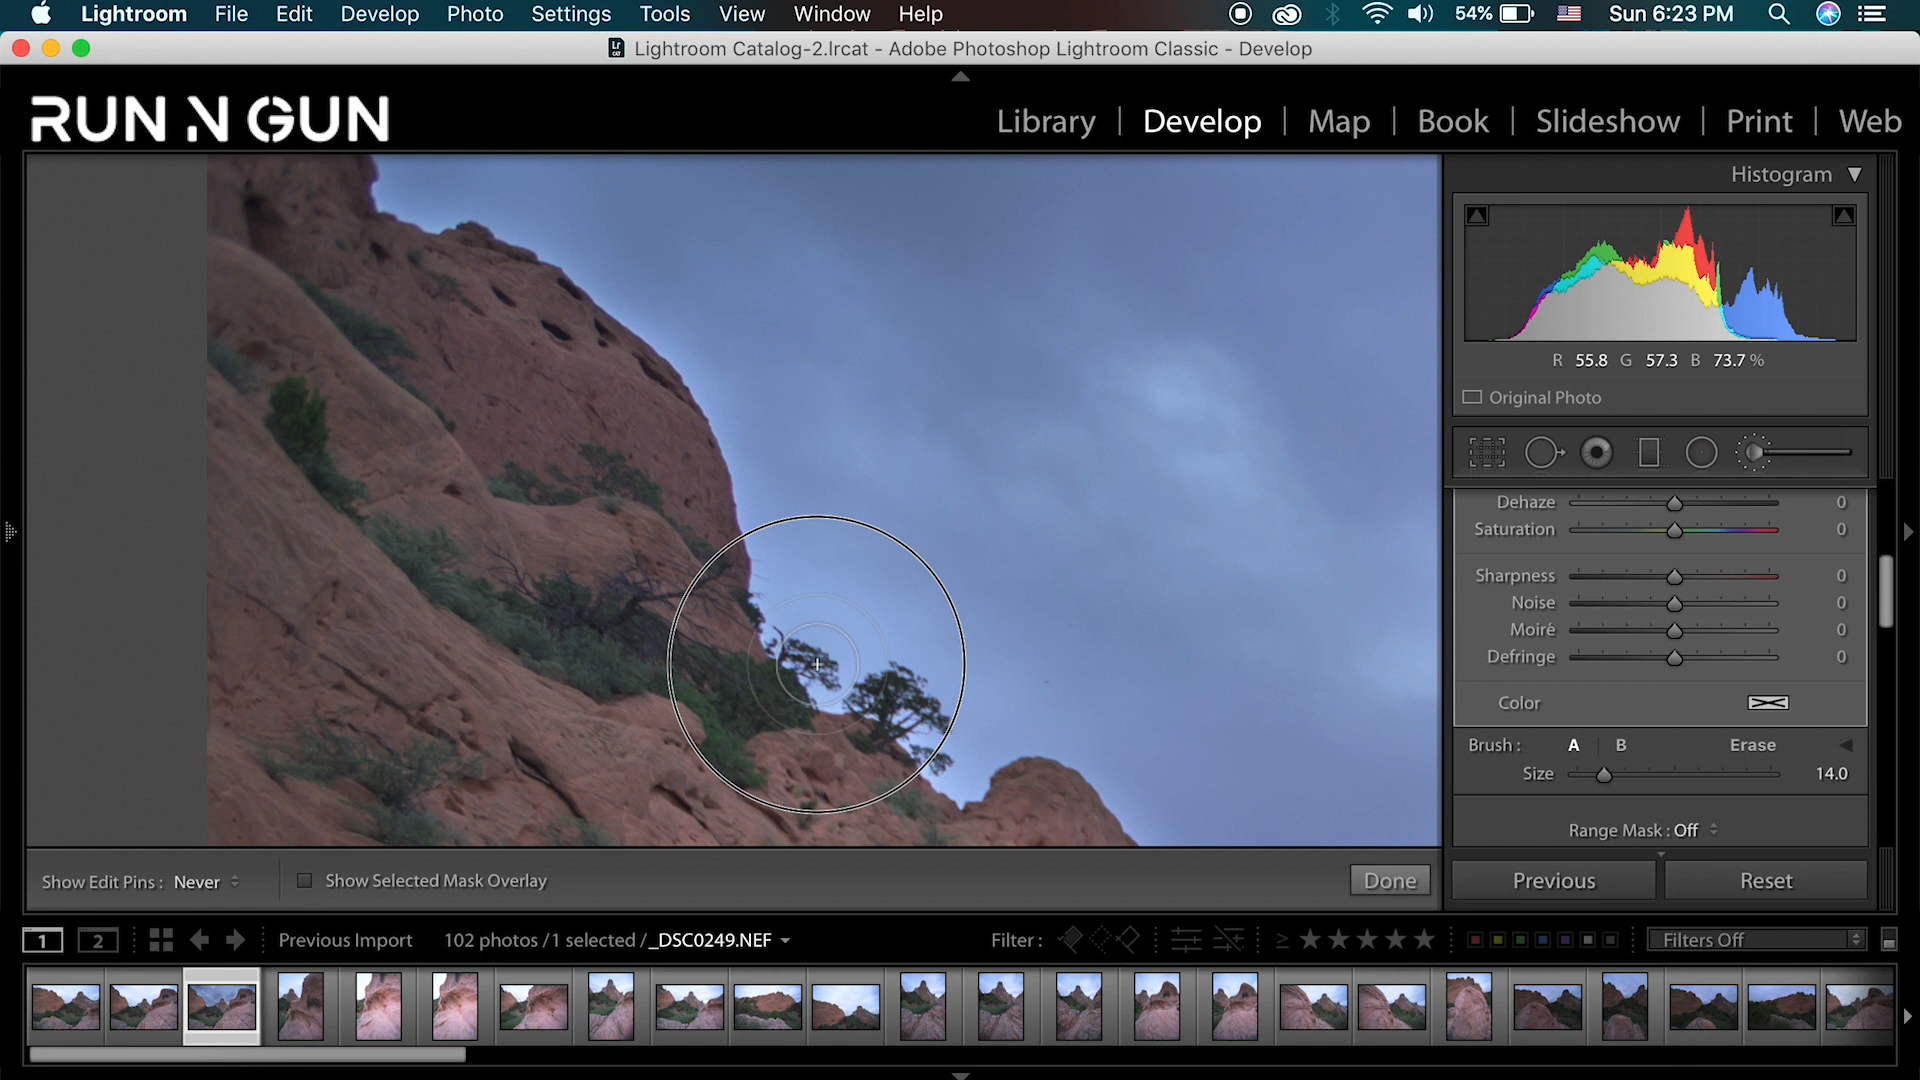 Lightroom File Edit Develop Photo Settings Tools View Window Help 54% Sun 6:23 PM
Lightroom Catalog-2.lrcat - Adobe Photoshop Lightroom Classic - Develop
RUN N GUN
Library | Develop | Map | Book | Slideshow | Print | Web
Histogram
R 55.8 G 57.3 B 73.7 %
Original Photo
Dehaze 0
Saturation 0
Sharpness 0
Noise 0
Moiré 0
Defringe 0
Color
Brush : A B Erase
Size 14.0
Range Mask : Off
Show Edit Pins : Never Show Selected Mask Overlay Done Previous Reset
1 2 Previous Import 102 photos /1 selected /_DSC0249.NEF Filter : ≥ Filters Off